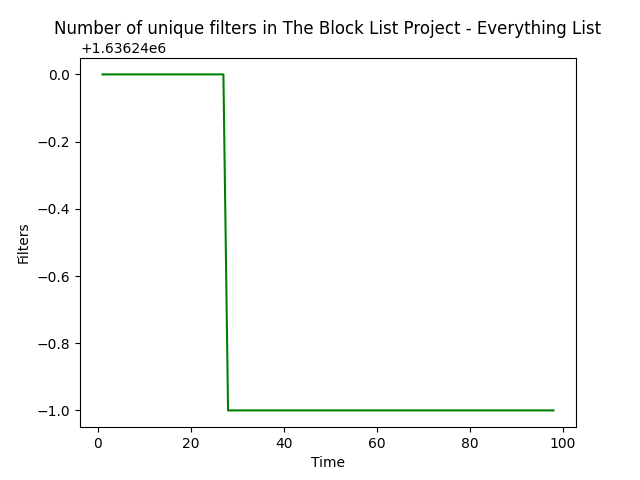 Number of unique filters in The Block List Project - Everything List
+1.63624e6
0.0
−0.2
−0.4
−0.6
−0.8
−1.0
Filters
0 20 40 60 80 100
Time